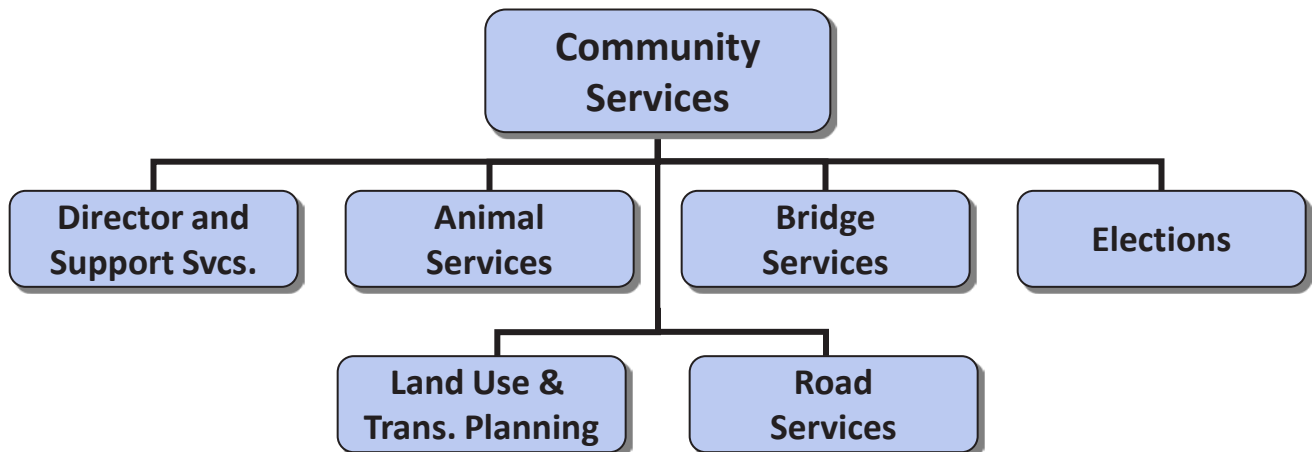 Community
Services
Director and
Support Svcs.
Animal
Services
Bridge
Services
Elections
Land Use &
Trans. Planning
Road
Services